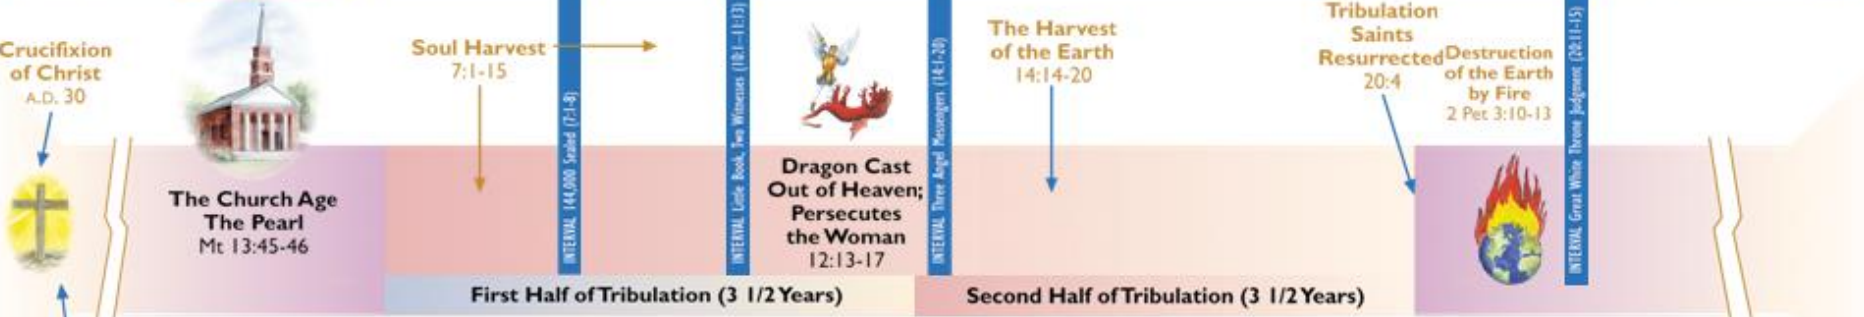 Crucifixion
of Christ
A.D. 30
The Church Age
The Pearl
Mt 13:45-46
Soul Harvest
7:1-15
INTERVAL 144,000 Sealed (7:1-8)
INTERVAL Little Book, Two Witnesses (10:1-11:13)
Dragon Cast
Out of Heaven;
Persecutes
the Woman
12:13-17
INTERVAL Three Angel Messengers (14:1-20)
The Harvest
of the Earth
14:14-20
Tribulation
Saints
Resurrected
20:4
Destruction
of the Earth
by Fire
2 Pet 3:10-13
INTERVAL Great White Throne Judgment (20:11-15)
First Half of Tribulation (3 1/2 Years)
Second Half of Tribulation (3 1/2 Years)